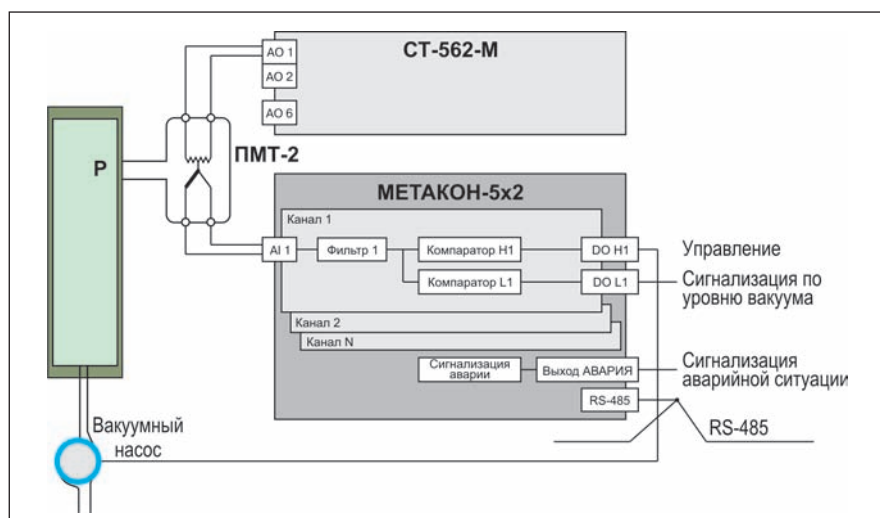 СТ-562-М
AO 1
AO 2
AO 6
P
ПМТ-2
МЕТАКОН-5х2
Канал 1
AI 1
Фильтр 1
Компаратор H1
DO H1
Управление
Компаратор L1
DO L1
Сигнализация по
уровню вакуума
Канал 2
Канал N
Сигнализация
аварии
Выход АВАРИЯ
Сигнализация
аварийной ситуации
RS-485
RS-485
Вакуумный
насос